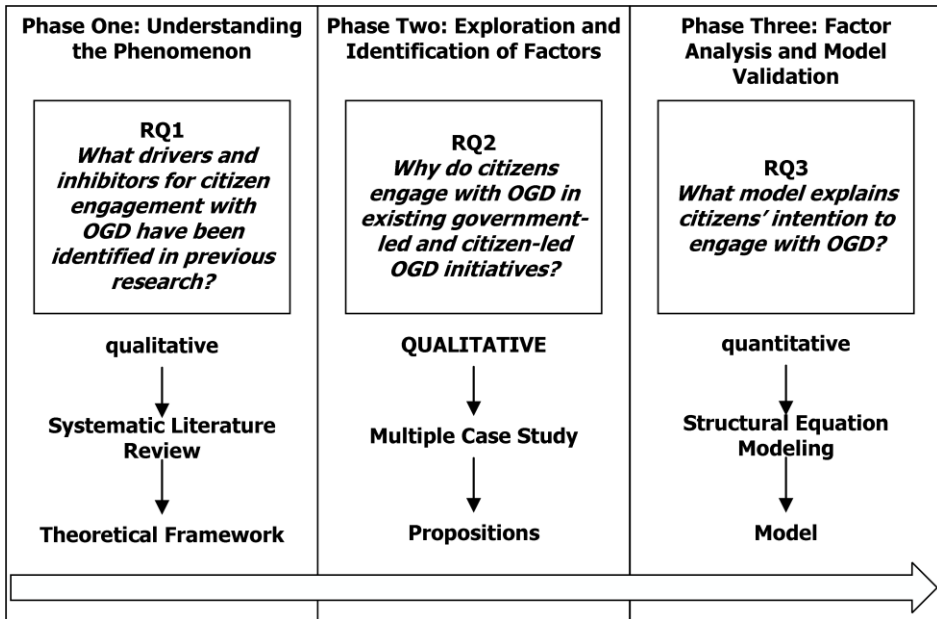 Phase One: Understanding
the Phenomenon
RQ1
What drivers and
inhibitors for citizen
engagement with
OGD have been
identified in previous
research?
qualitative
Systematic Literature
Review
Theoretical Framework
Phase Two: Exploration and
Identification of Factors
RQ2
Why do citizens
engage with OGD in
existing government-
led and citizen-led
OGD initiatives?
QUALITATIVE
Multiple Case Study
Propositions
Phase Three: Factor
Analysis and Model
Validation
RQ3
What model explains
citizens’ intention to
engage with OGD?
quantitative
Structural Equation
Modeling
Model